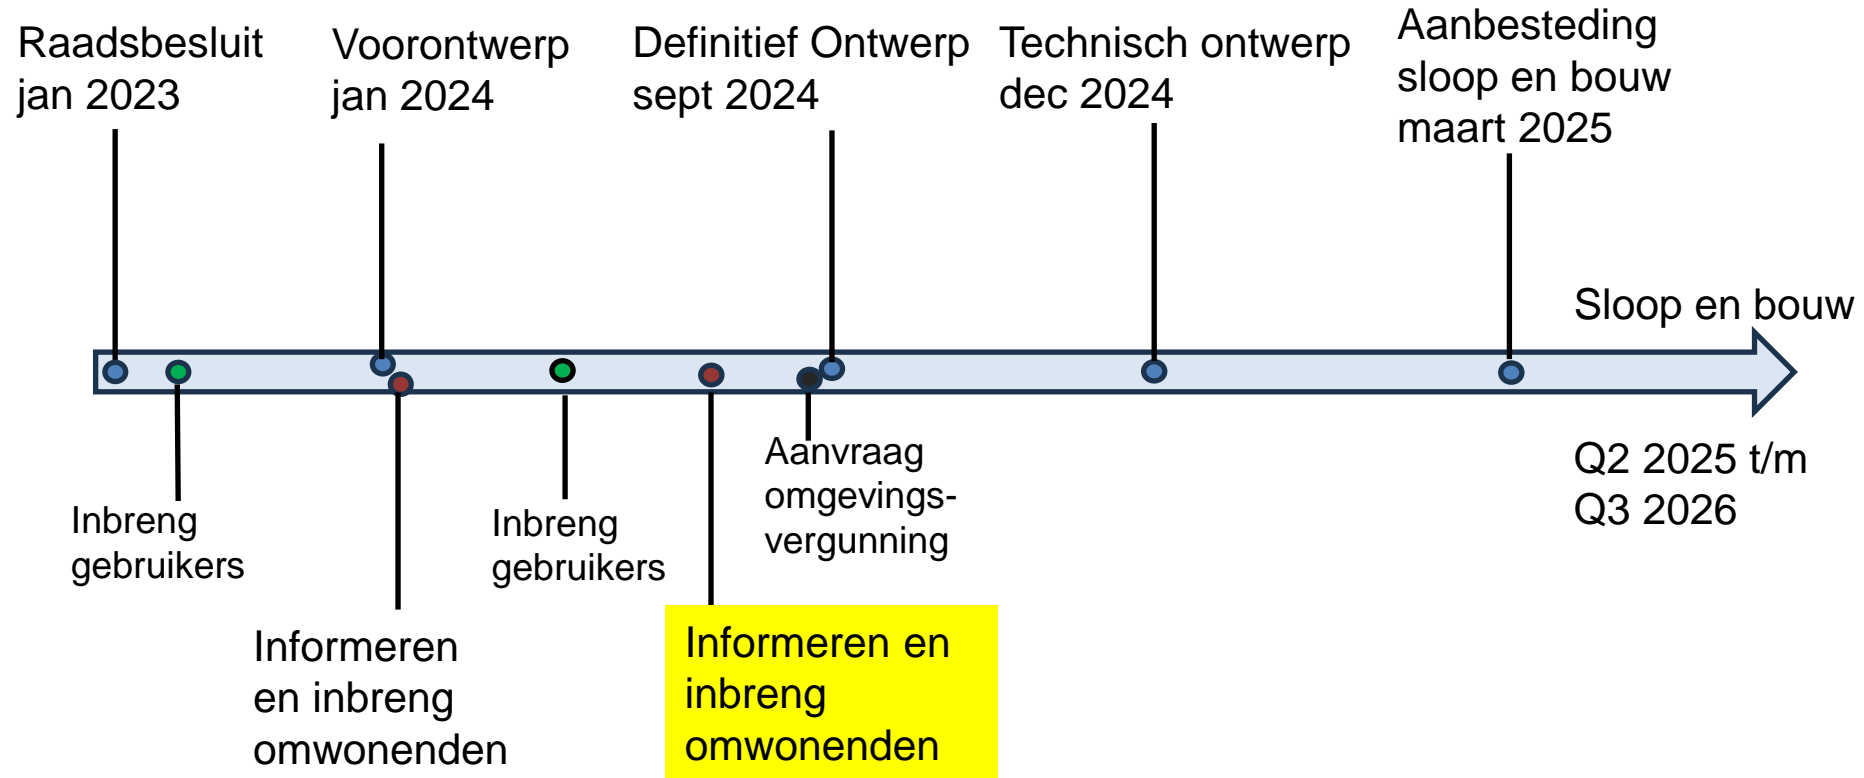 Raadsbesluit
jan 2023
Voorontwerp
jan 2024
Definitief Ontwerp
sept 2024
Technisch ontwerp
dec 2024
Aanbesteding
sloop en bouw
maart 2025
Sloop en bouw
Q2 2025 t/m
Q3 2026
Inbreng
gebruikers
Informeren
en inbreng
omwonenden
Inbreng
gebruikers
Informeren en
inbreng
omwonenden
Aanvraag
omgevings-
vergunning